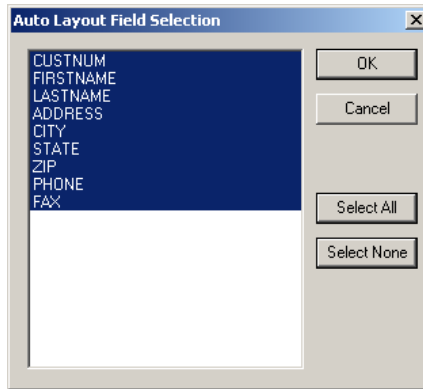 Auto Layout Field Selection
CUSTNUM
FIRSTNAME
LASTNAME
ADDRESS
CITY
STATE
ZIP
PHONE
FAX
OK
Cancel
Select All
Select None